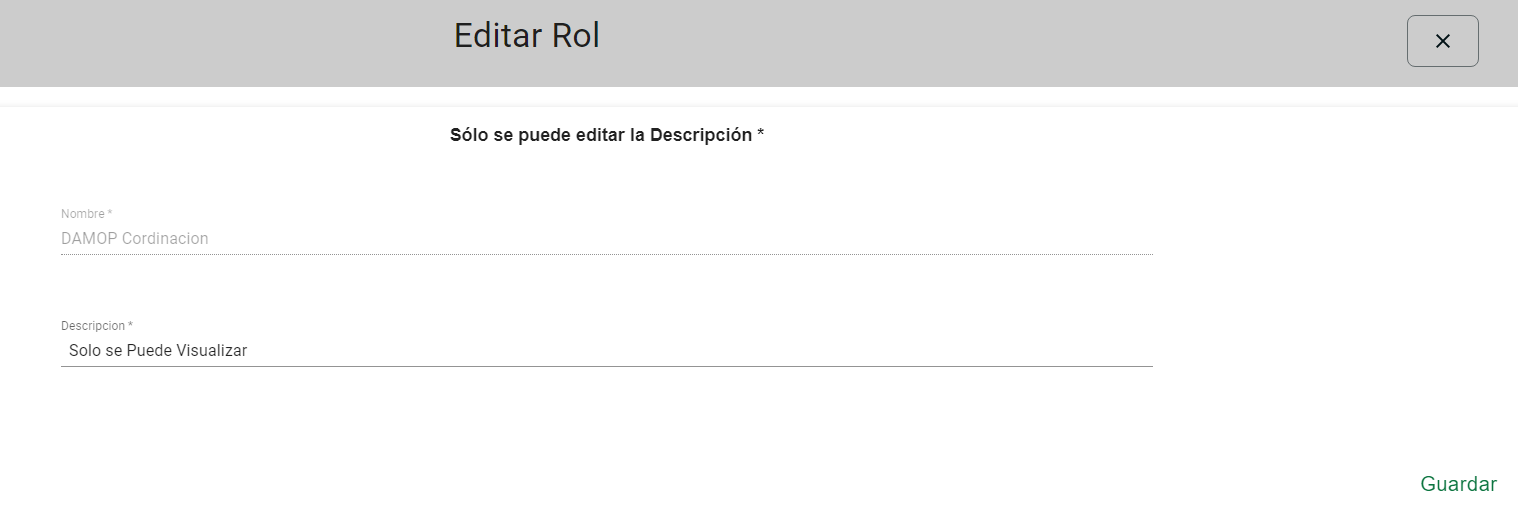 Editar Rol
Sólo se puede editar la Descripción *
Nombre *
DAMOP Cordinacion
Descripcion *
Solo se Puede Visualizar
Guardar